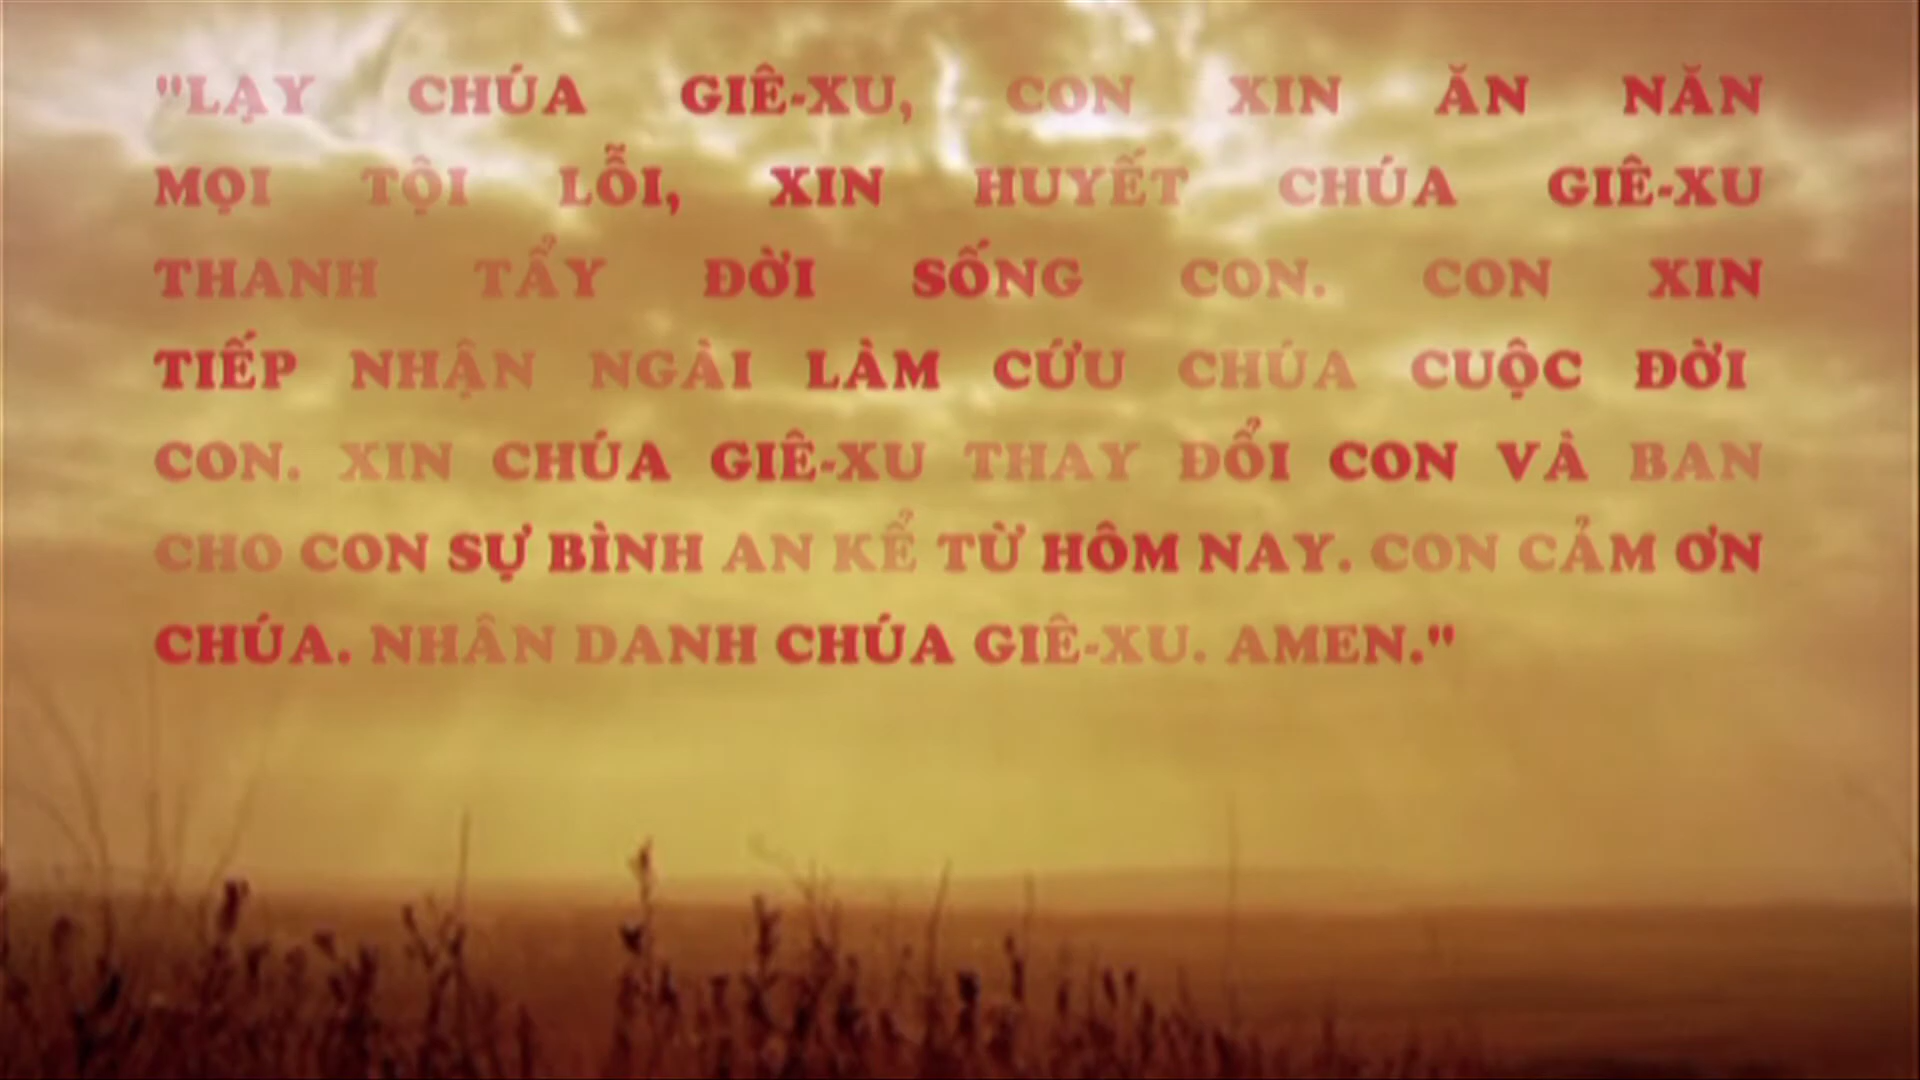 "LẠY CHÚA GIÊ-XU, CON XIN ĂN NĂN
MỌI TỘI LỖI, XIN HUYẾT CHÚA GIÊ-XU
THANH TẨY ĐỜI SỐNG CON. CON XIN
TIẾP NHẬN NGÀI LÀM CỨU CHÚA CUỘC ĐỜI
CON. XIN CHÚA GIÊ-XU THAY ĐỔI CON VÀ BAN
CHO CON SỰ BÌNH AN KỂ TỪ HÔM NAY. CON CẢM ƠN
CHÚA. NHÂN DANH CHÚA GIÊ-XU. AMEN."